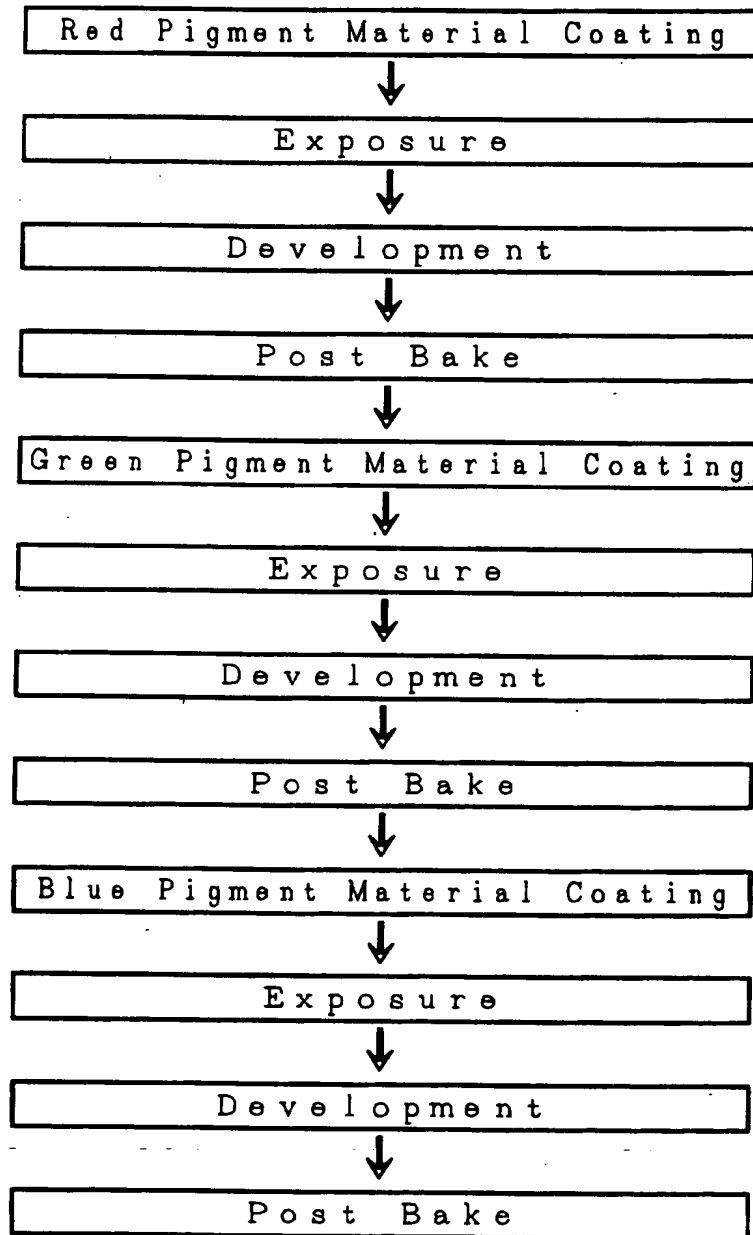 Red Pigment Material Coating
Exposure
Development
Post Bake
Green Pigment Material Coating
Exposure
Development
Post Bake
Blue Pigment Material Coating
Exposure
Development
Post Bake